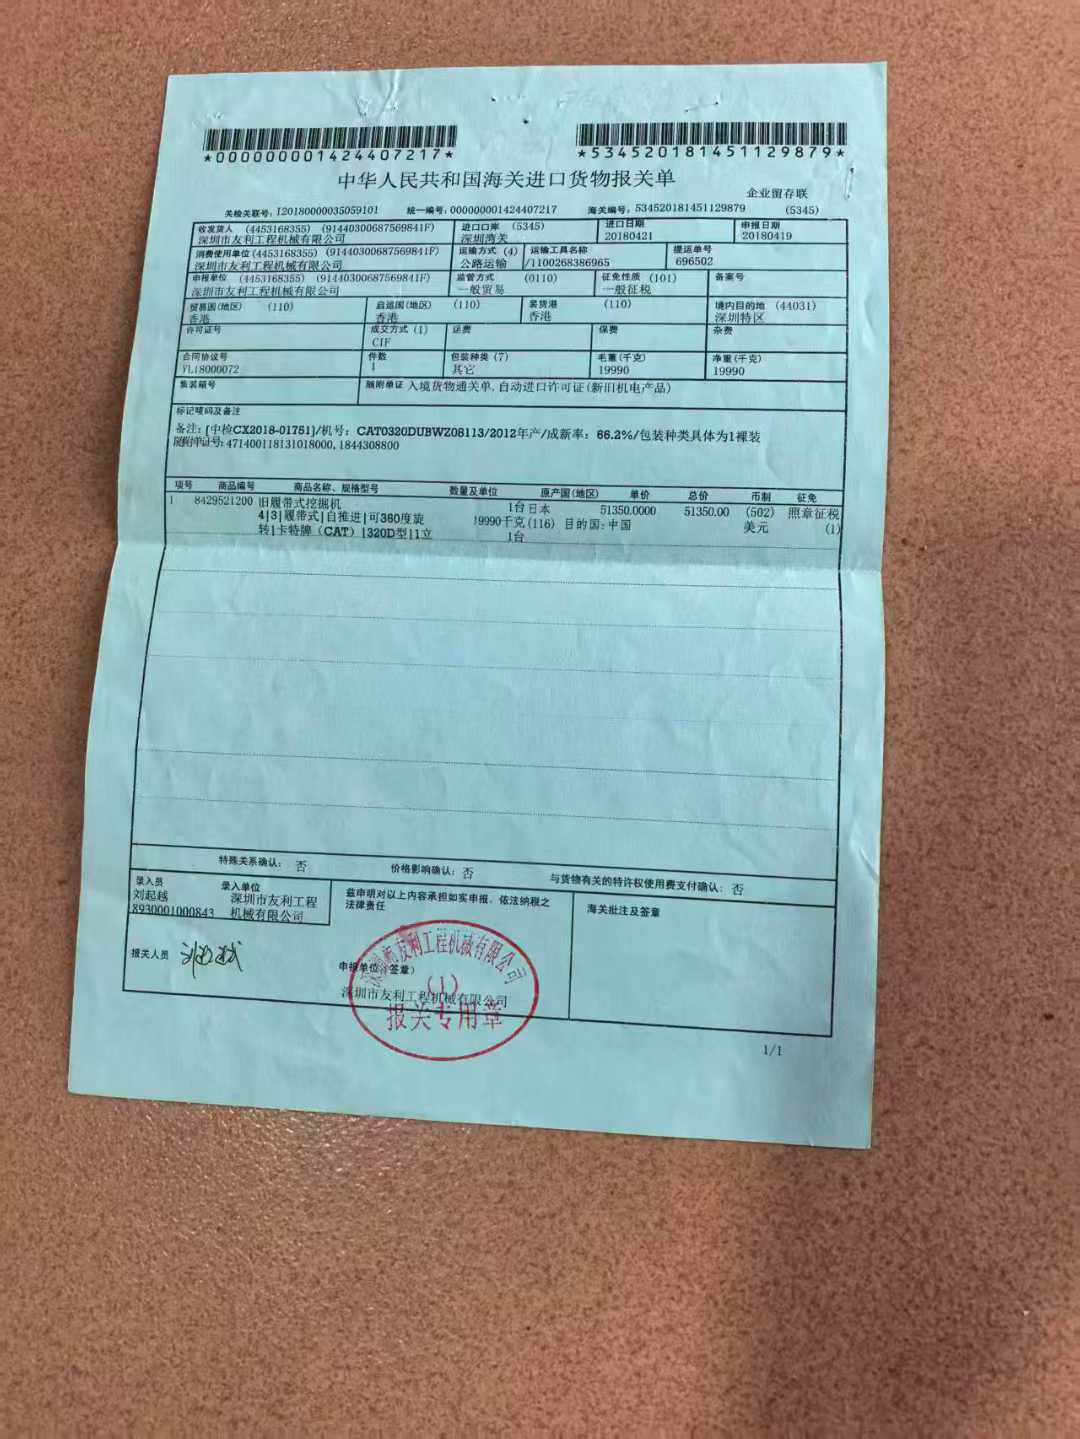 *000000001424407217*
*534520181451129879*
中华人民共和国海关进口货物报关单
企业留存联
关检关联号: I20180000035059101 统一编号: 000000001424407217 海关编号: 534520181451129879 (5345)
收发货人 (4453168355) (91440300687569841F) 进口口岸 (5345) 进口日期 申报日期
深圳市友利工程机械有限公司 深圳湾关 20180421 20180419
消费使用单位 (4453168355) (91440300687569841F) 运输方式 (4) 运输工具名称 提运单号
深圳市友利工程机械有限公司 公路运输 /1100268386965 696502
申报单位 (4453168355) (91440300687569841F) 监管方式 (0110) 征免性质 (101) 备案号
深圳市友利工程机械有限公司 一般贸易 一般征税
贸易国(地区) (110) 启运国(地区) (110) 装货港 (110) 境内目的地 (44031)
香港 香港 香港 深圳特区
许可证号 成交方式 (1) 运费 保费 杂费
CIF
合同协议号 件数 包装种类 (7) 毛重(千克) 净重(千克)
YL18000072 1 其它 19990 19990
集装箱号 随附单证 入境货物通关单,自动进口许可证(新旧机电产品)
标记唛码及备注
备注: [中检CX2018-01751]/机号: CAT0320DUBWZ08113/2012年产/成新率: 66.2%/包装种类具体为1裸装
随附单证号: 471400118131018000, 1844308800
项号 商品编号 商品名称、规格型号 数量及单位 原产国(地区) 单价 总价 币制 征免
1 8429521200 旧履带式挖掘机 1台 日本 51350.0000 51350.00 (502) 照章征税
4|3|履带式|自推进|可360度旋 19990千克 (116) 目的国: 中国 美元 (1)
转|卡特牌(CAT)|320D型|1立 1台
特殊关系确认: 否 价格影响确认: 否 与货物有关的特许权使用费支付确认: 否
录入员 录入单位 兹申明对以上内容承担如实申报、依法纳税之 海关批注及签章
刘起越 深圳市友利工程 法律责任
8930001000843 机械有限公司
报关人员 申报单位(签章)
深圳市友利工程机械有限公司
深圳市友利工程机械有限公司
(1)
报关专用章
1/1